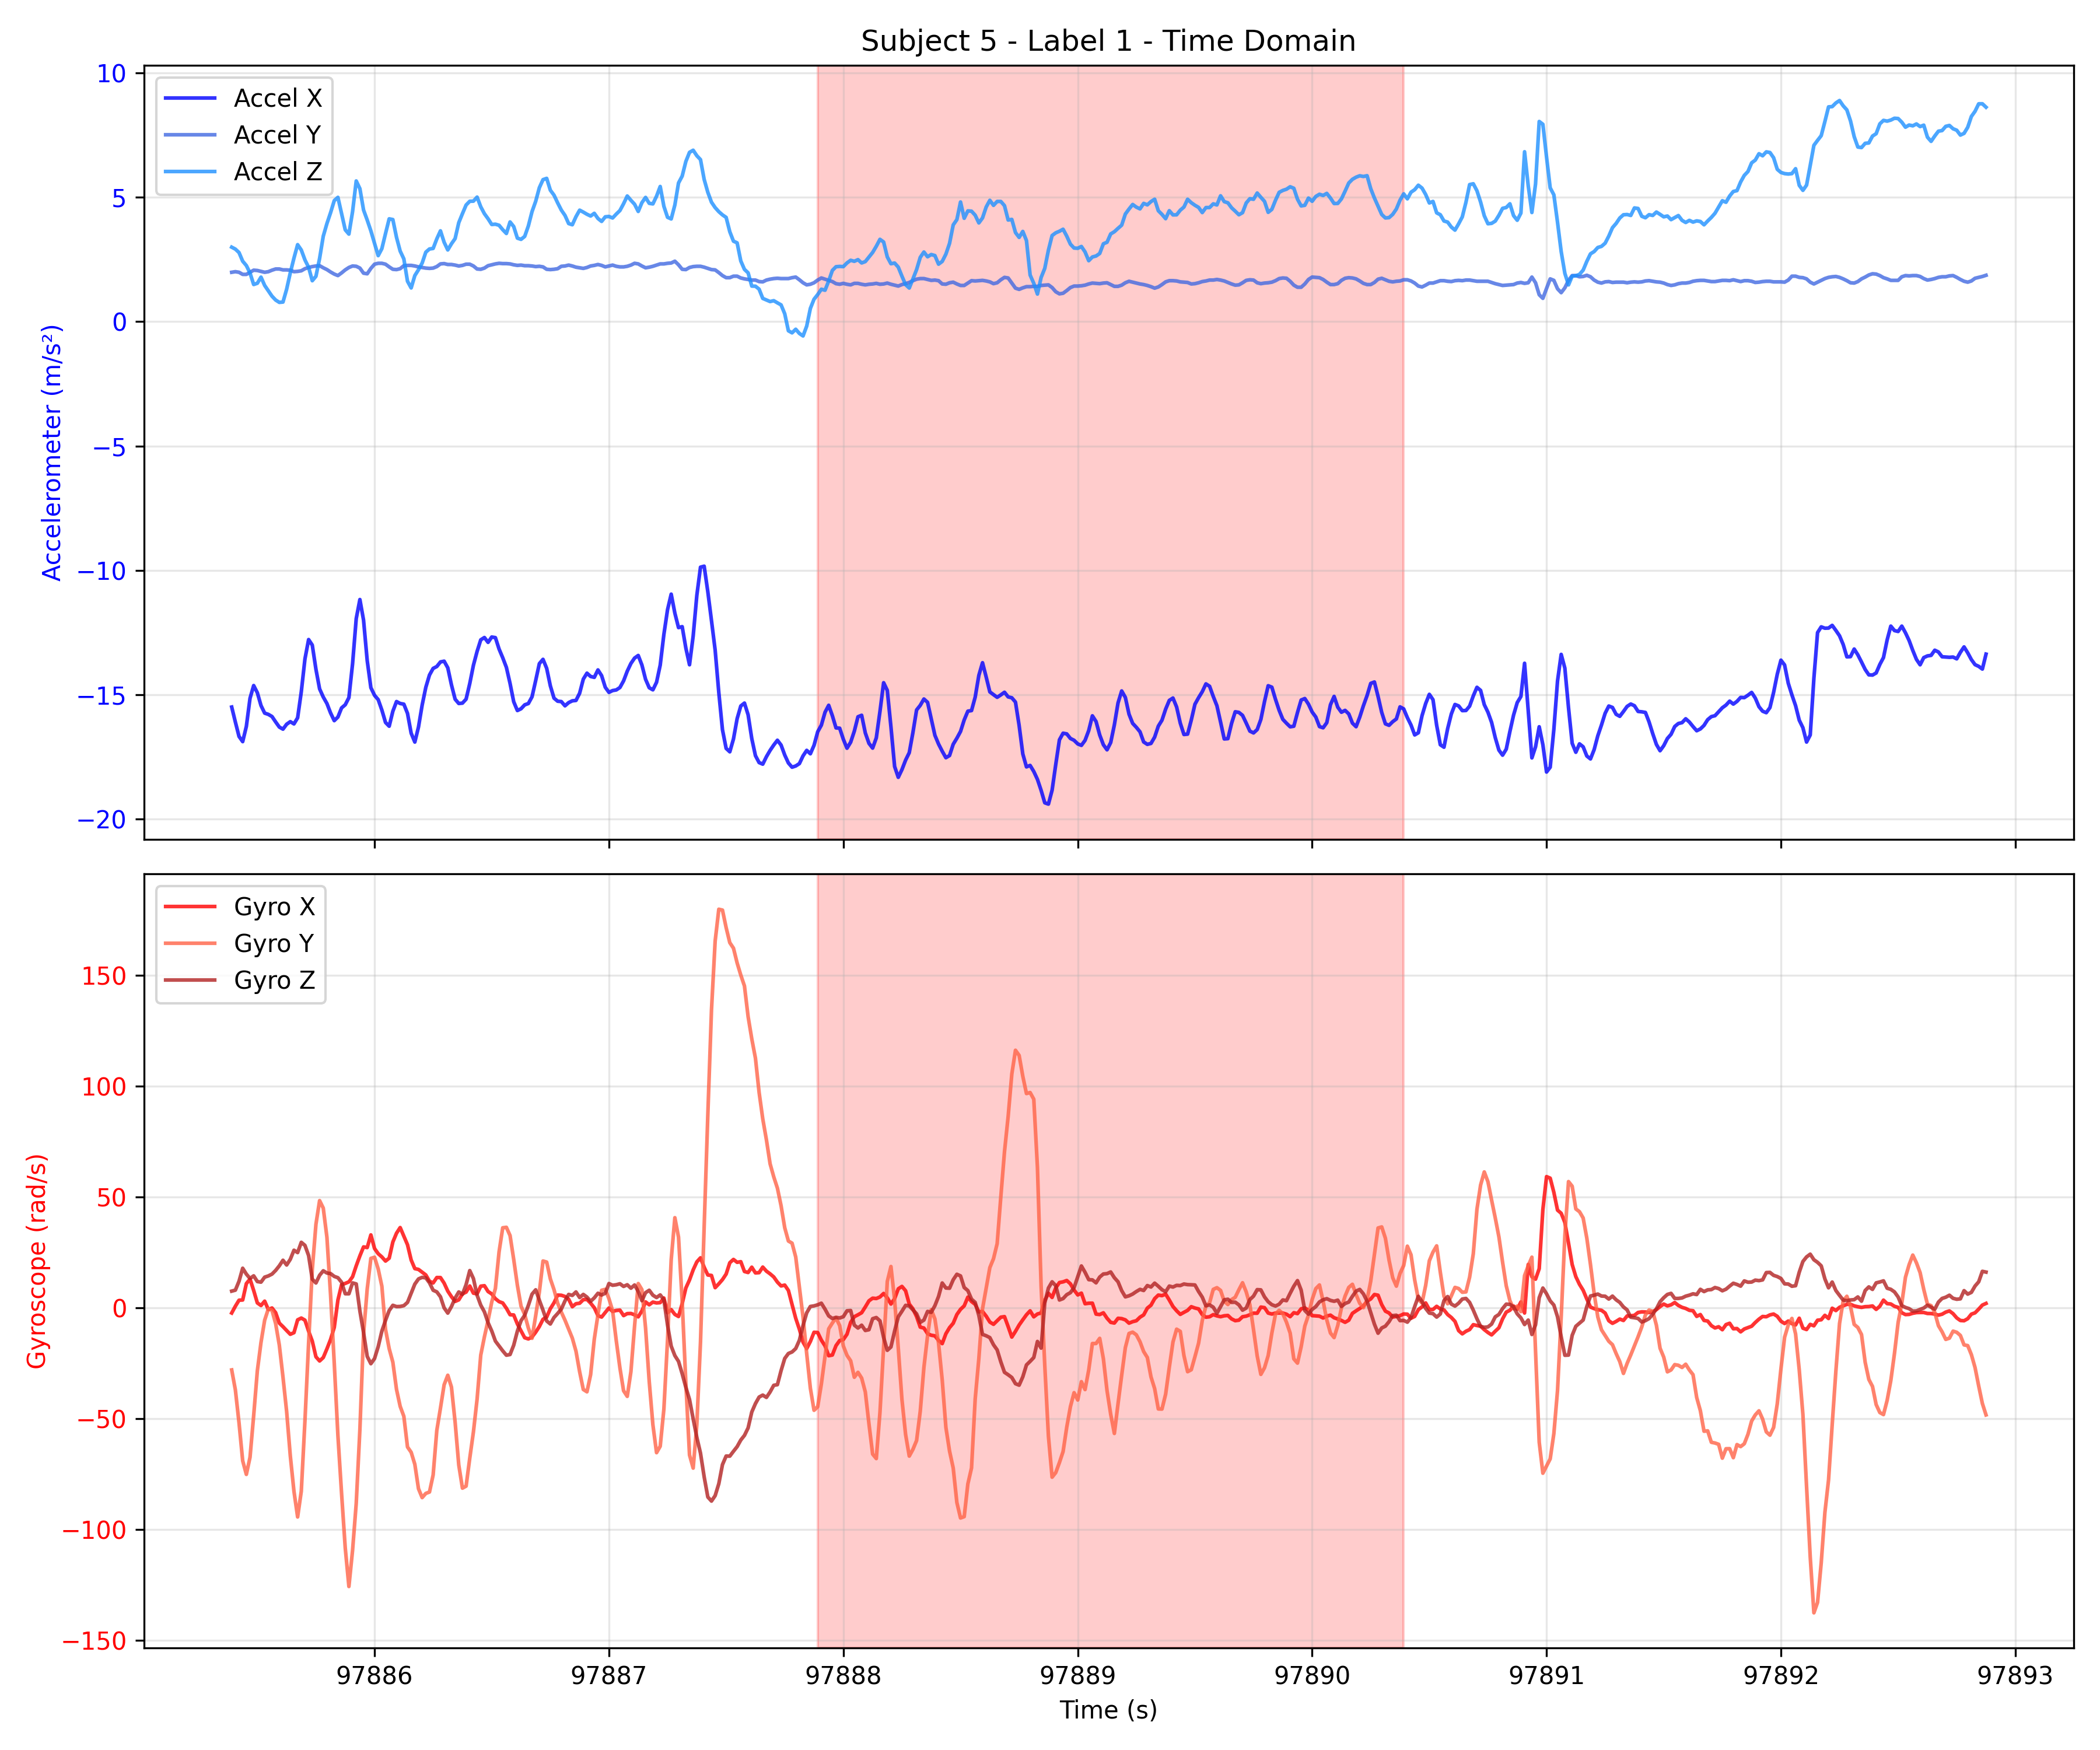 Subject 5 - Label 1 - Time Domain
Accel X
Accel Y
Accel Z
10
5
0
−5
−10
−15
−20
Accelerometer (m/s²)
Gyro X
Gyro Y
Gyro Z
150
100
50
0
−50
−100
−150
Gyroscope (rad/s)
97886 97887 97888 97889 97890 97891 97892 97893
Time (s)